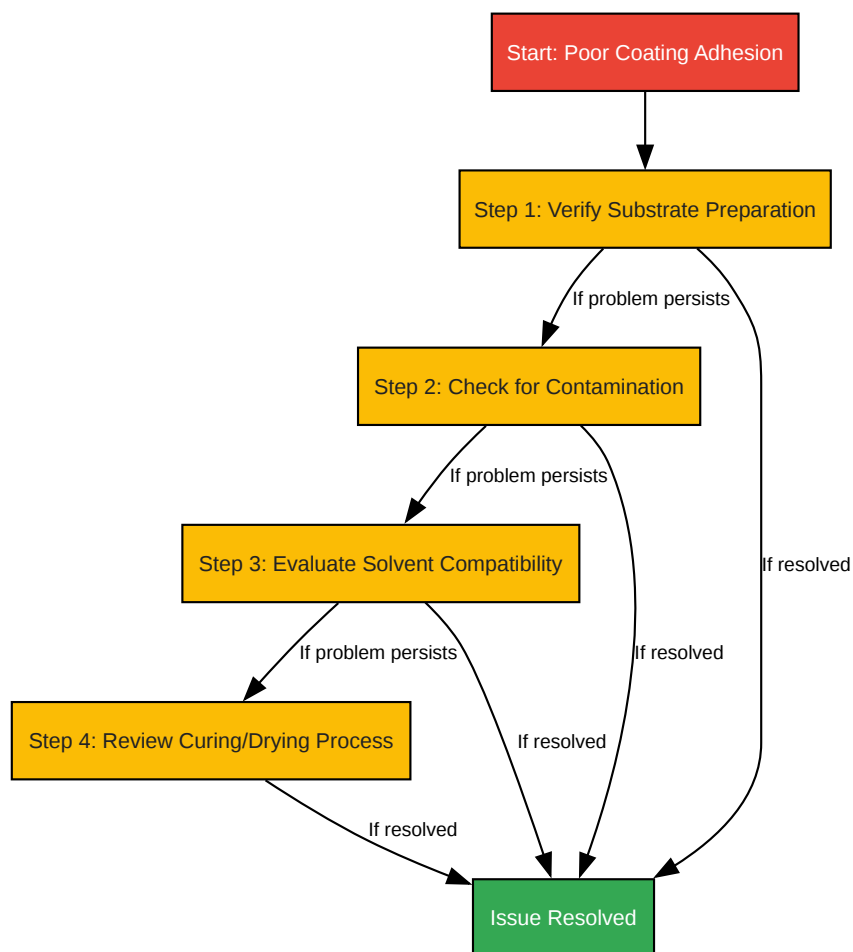 Start: Poor Coating Adhesion
Step 1: Verify Substrate Preparation
If problem persists
Step 2: Check for Contamination
If problem persists
If resolved
Step 3: Evaluate Solvent Compatibility
If problem persists
If resolved
Step 4: Review Curing/Drying Process
If resolved
If resolved
Issue Resolved